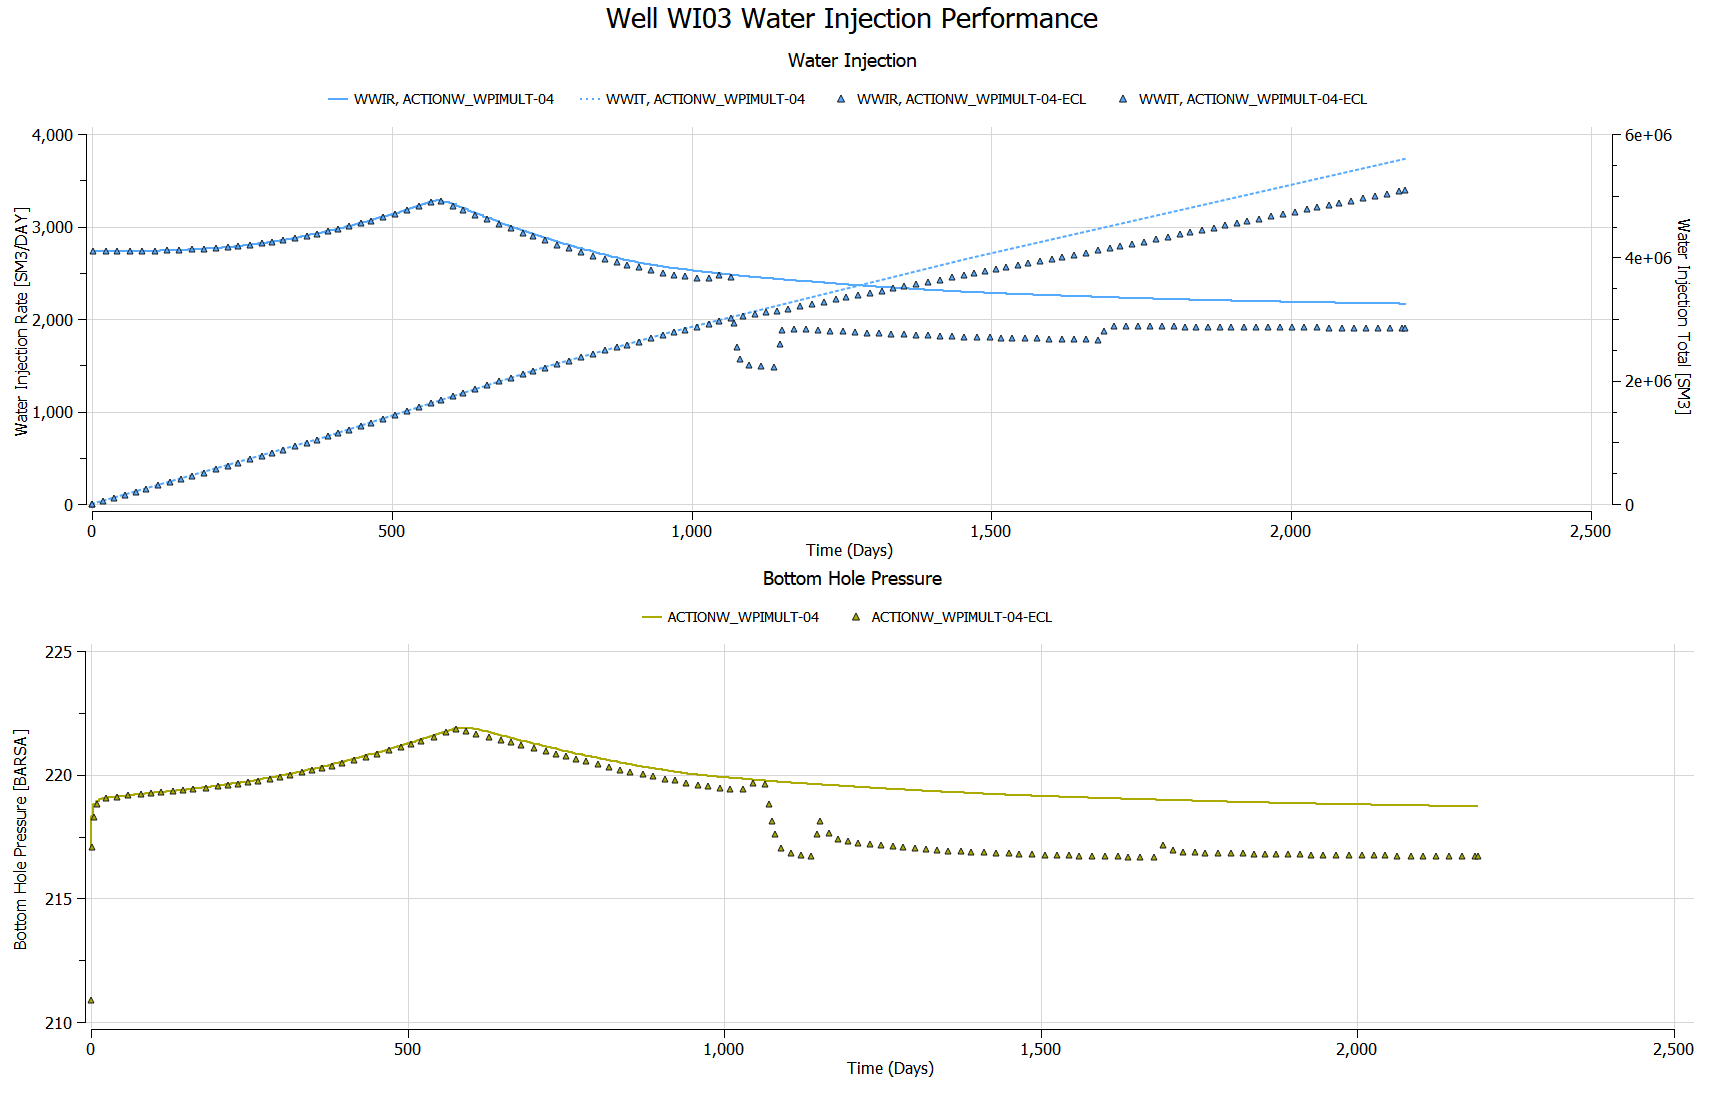 Well WI03 Water Injection Performance
Water Injection
WWIR, ACTIONW_WPIMULT-04 WWIT, ACTIONW_WPIMULT-04 WWIR, ACTIONW_WPIMULT-04-ECL WWIT, ACTIONW_WPIMULT-04-ECL
Water Injection Rate [SM3/DAY]
4,000
3,000
2,000
1,000
0
6e+06
4e+06
2e+06
0
Water Injection Total [SM3]
0 500 1,000 1,500 2,000 2,500
Time (Days)
Bottom Hole Pressure
ACTIONW_WPIMULT-04 ACTIONW_WPIMULT-04-ECL
Bottom Hole Pressure [BARSA]
225
220
215
210
0 500 1,000 1,500 2,000 2,500
Time (Days)